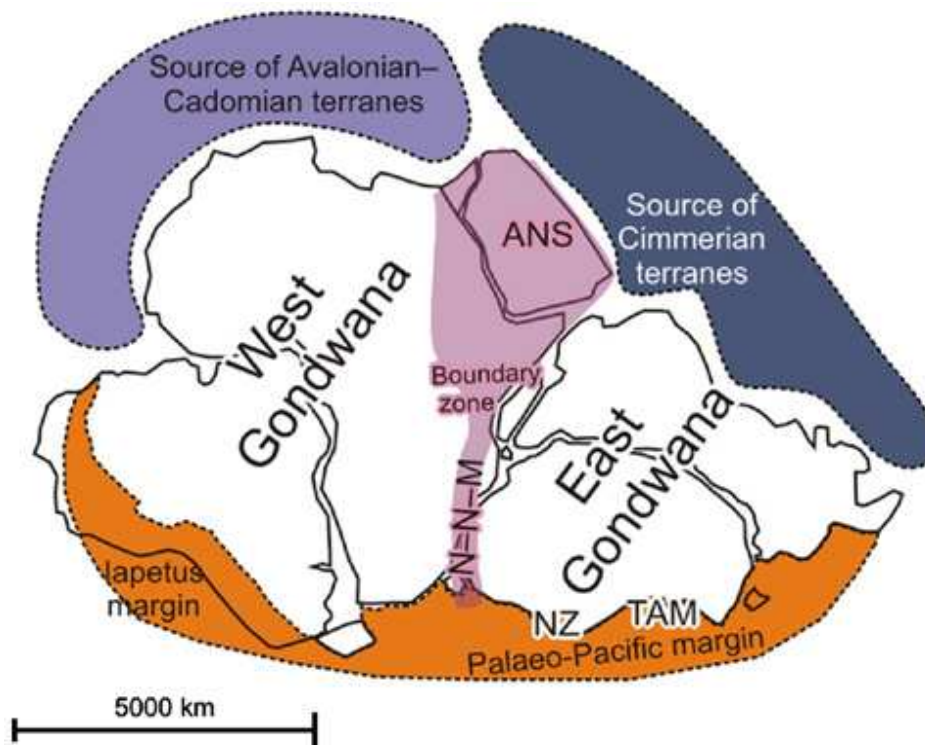 Source of Avalonian–
Cadomian terranes
Source of
Cimmerian
terranes
ANS
West
Gondwana
Boundary
zone
East
Gondwana
N=N–M
Iapetus
margin
NZ
TAM
Palaeo-Pacific margin
5000 km